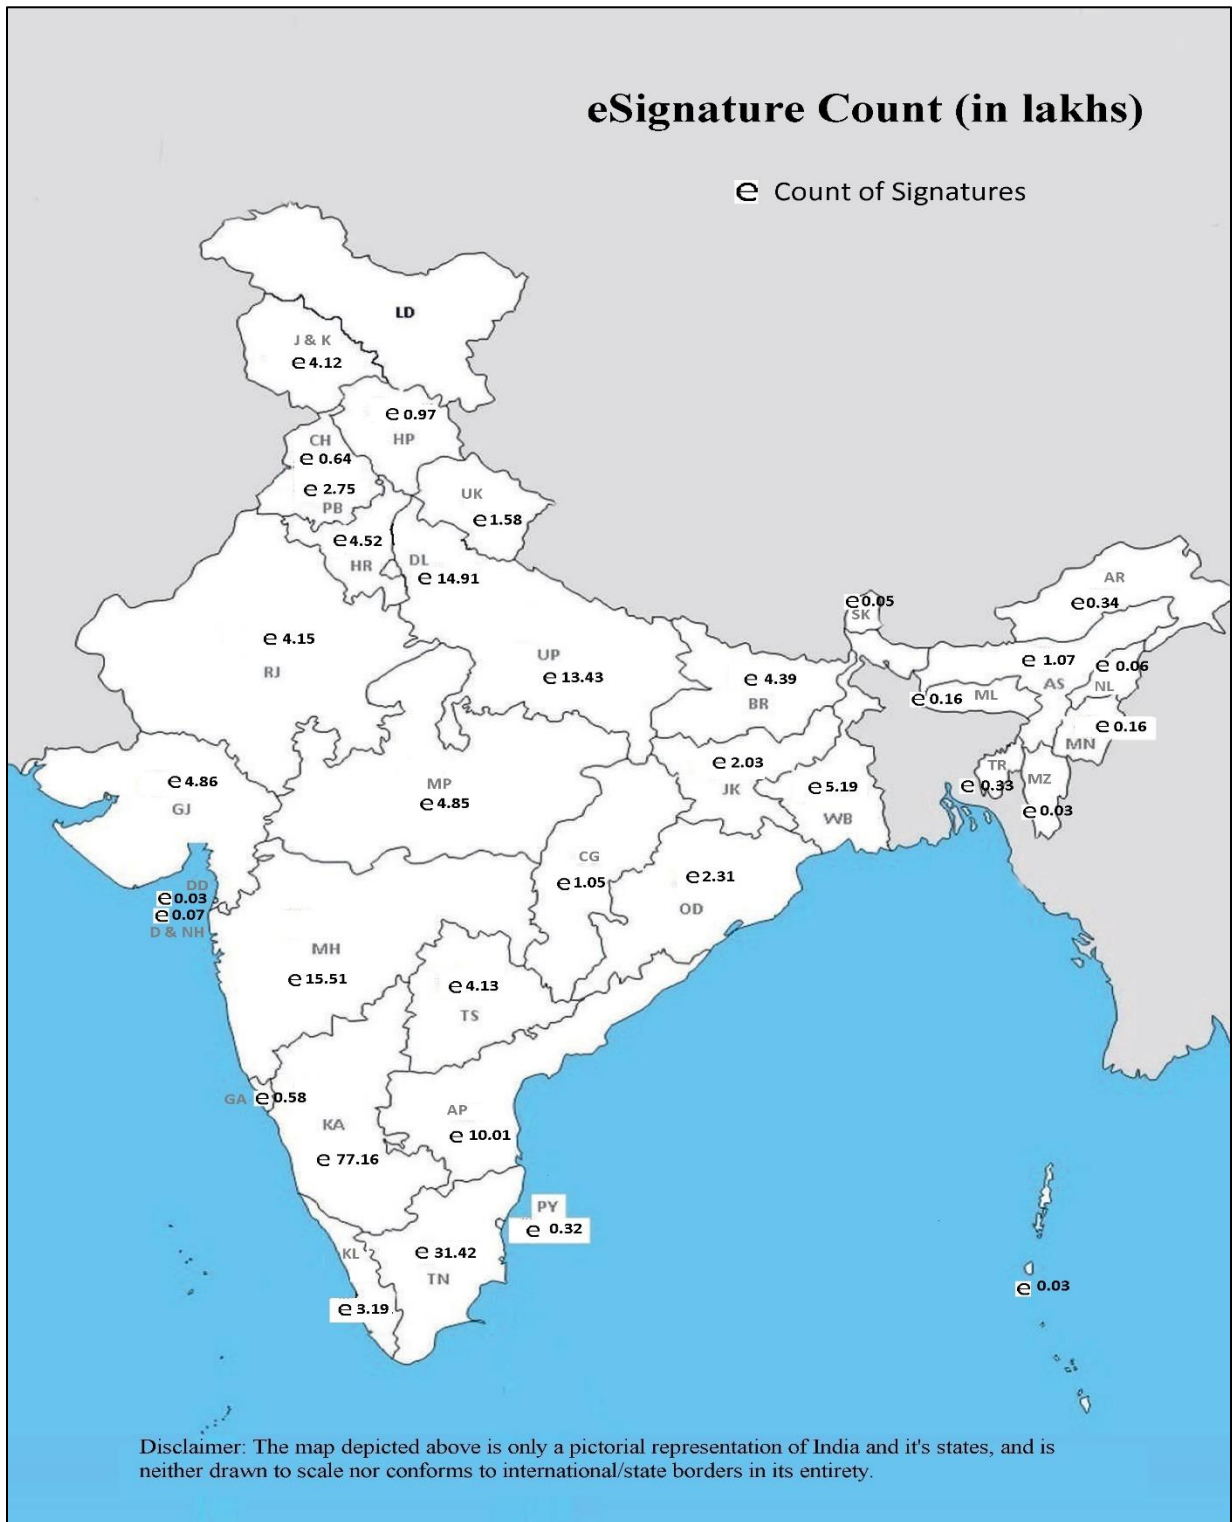 eSignature Count (in lakhs)
e Count of Signatures
LD
J & K
e 4.12
e 0.97
HP
CH
e 0.64
e 2.75
PB
UK
e 1.58
e 4.52
HR
DL
e 14.91
AR
e 0.34
e 0.05
SK
e 4.15
RJ
UP
e 13.43
e 4.39
BR
e 1.07
AS
e 0.06
NL
e 0.16
ML
e 0.16
MN
e 4.86
GJ
MP
e 4.85
e 2.03
JK
e 5.19
WB
TR
e 0.33
MZ
e 0.03
CG
e 1.05
e 2.31
OD
DD
e 0.03
e 0.07
D & NH
MH
e 15.51
e 4.13
TS
GA e 0.58
KA
e 77.16
AP
e 10.01
PY
e 0.32
KL
e 3.19
e 31.42
TN
e 0.03
Disclaimer: The map depicted above is only a pictorial representation of India and it's states, and is
neither drawn to scale nor conforms to international/state borders in its entirety.